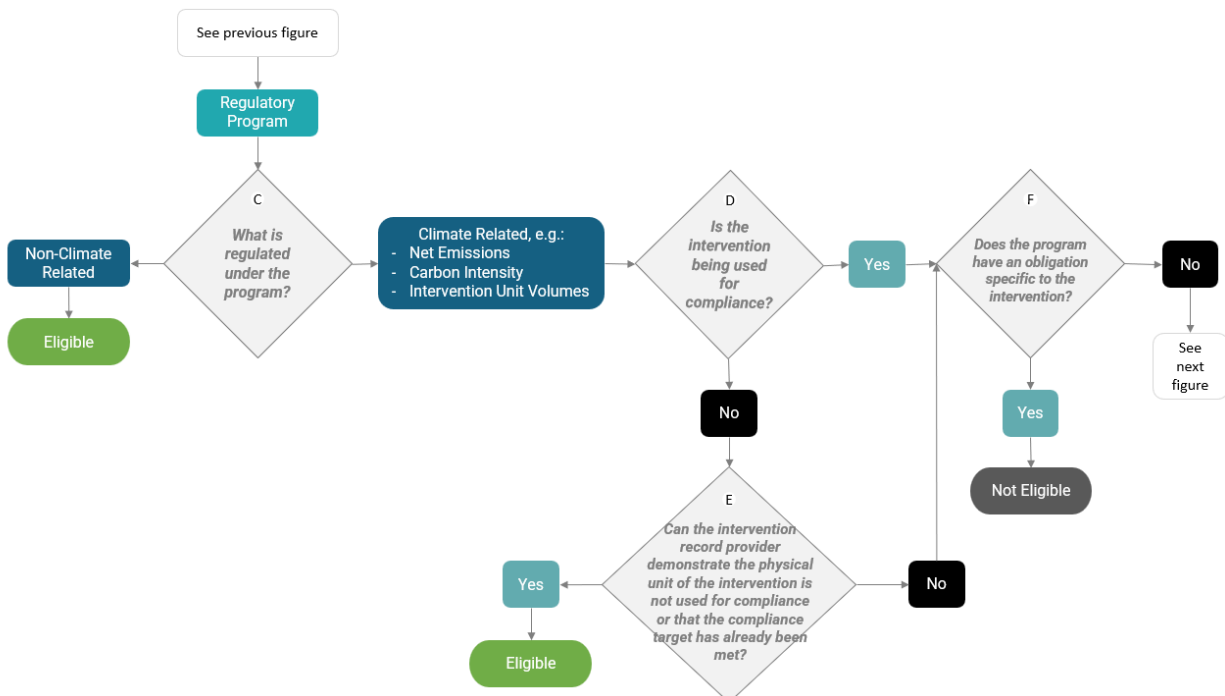 See previous figure
Regulatory
Program
C
What is
regulated
under the
program?
Non-Climate
Related
Eligible
Climate Related, e.g.:
- Net Emissions
- Carbon Intensity
- Intervention Unit Volumes
D
Is the
intervention
being used
for
compliance?
Yes
F
Does the program
have an obligation
specific to the
intervention?
No
See
next
figure
Yes
Not Eligible
No
E
Can the intervention
record provider
demonstrate the physical
unit of the intervention is
not used for compliance
or that the compliance
target has already been
met?
Yes
Eligible
No